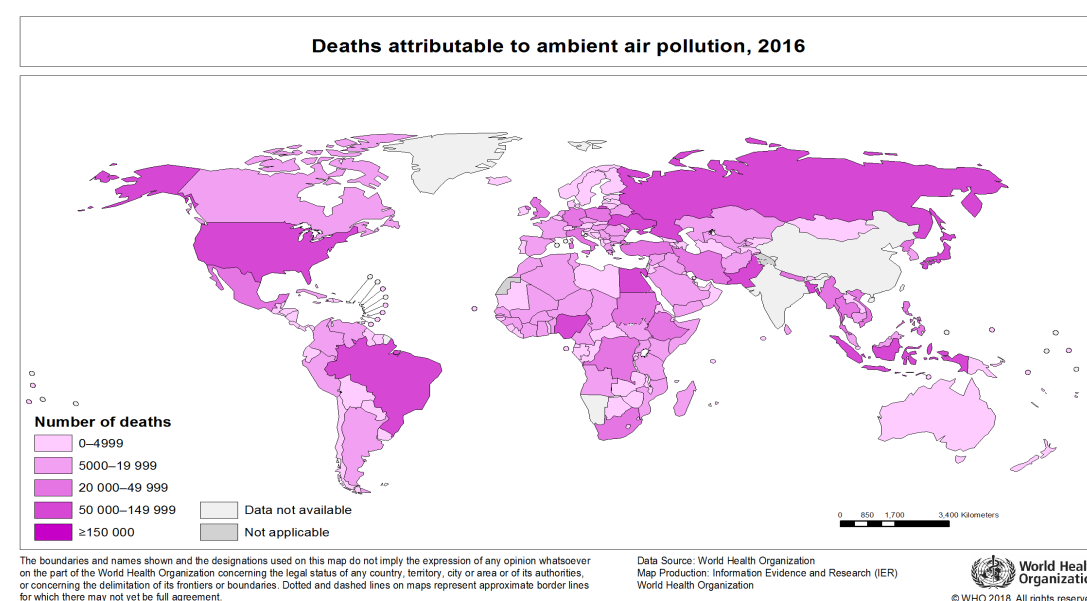 Deaths attributable to ambient air pollution, 2016
Number of deaths
0–4999
5000–19 999
20 000–49 999
50 000–149 999
≥150 000
Data not available
Not applicable
0 850 1,700 3,400 Kilometers
The boundaries and names shown and the designations used on this map do not imply the expression of any opinion whatsoever
on the part of the World Health Organization concerning the legal status of any country, territory, city or area or of its authorities,
or concerning the delimitation of its frontiers or boundaries. Dotted and dashed lines on maps represent approximate border lines
for which there may not yet be full agreement.
Data Source: World Health Organization
Map Production: Information Evidence and Research (IER)
World Health Organization
World Heal
Organizatio
© WHO 2018. All rights reserve